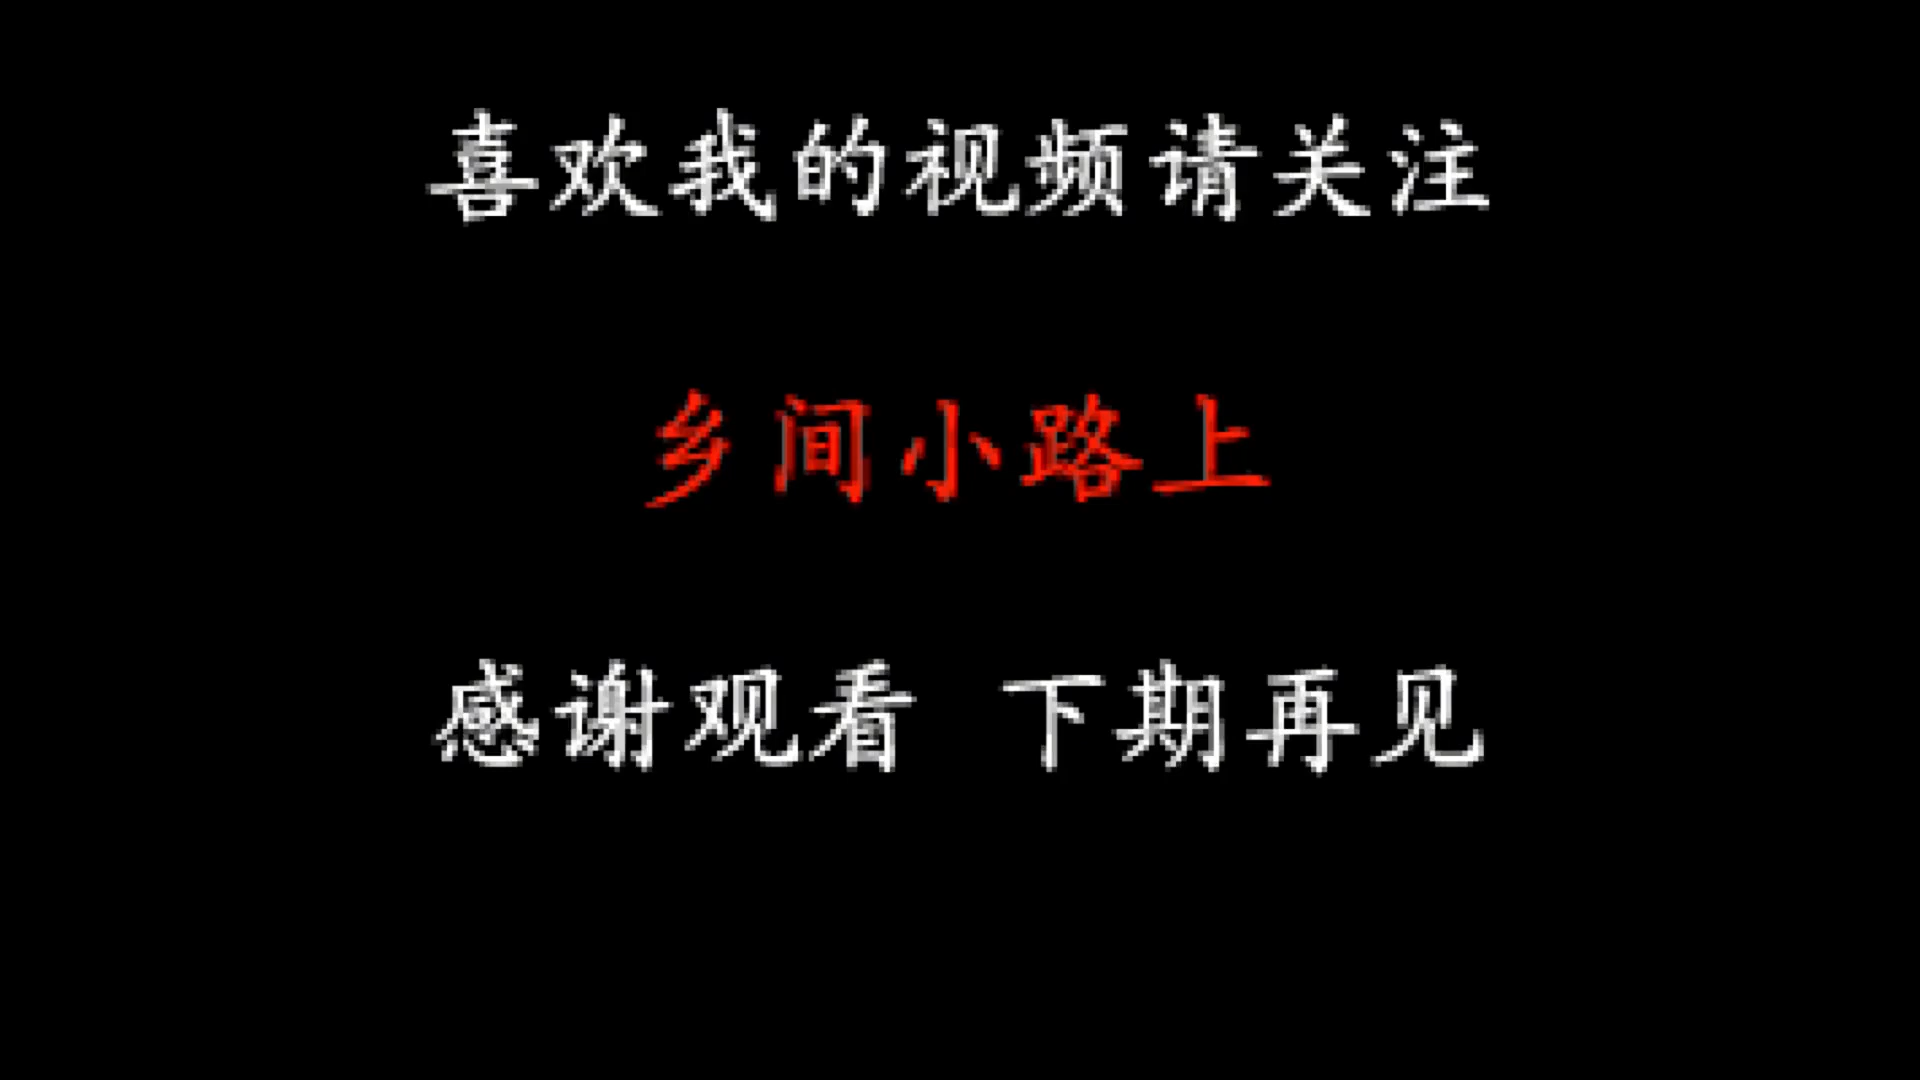 喜欢我的视频请关注
乡间小路上
感谢观看 下期再见